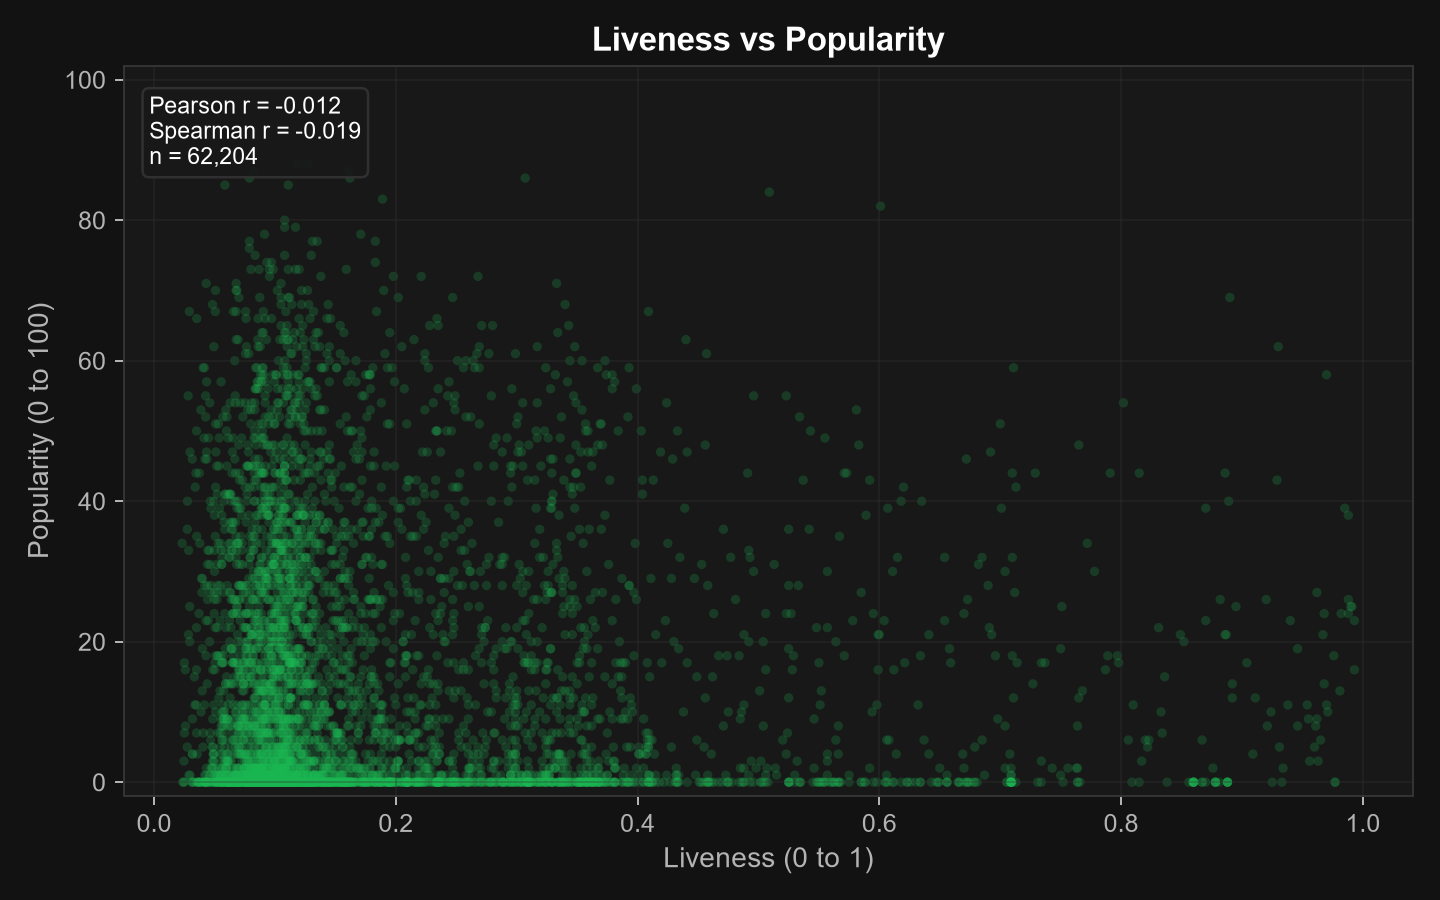 Liveness vs Popularity
Pearson r = -0.012
Spearman r = -0.019
n = 62,204
Popularity (0 to 100)
100
80
60
40
20
0
0.0
0.2
0.4
0.6
0.8
1.0
Liveness (0 to 1)